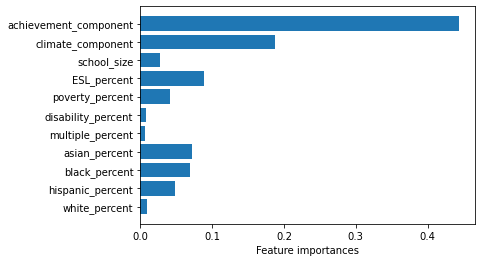 achievement_component
climate_component
school_size
ESL_percent
poverty_percent
disability_percent
multiple_percent
asian_percent
black_percent
hispanic_percent
white_percent
0.0 0.1 0.2 0.3 0.4
Feature importances